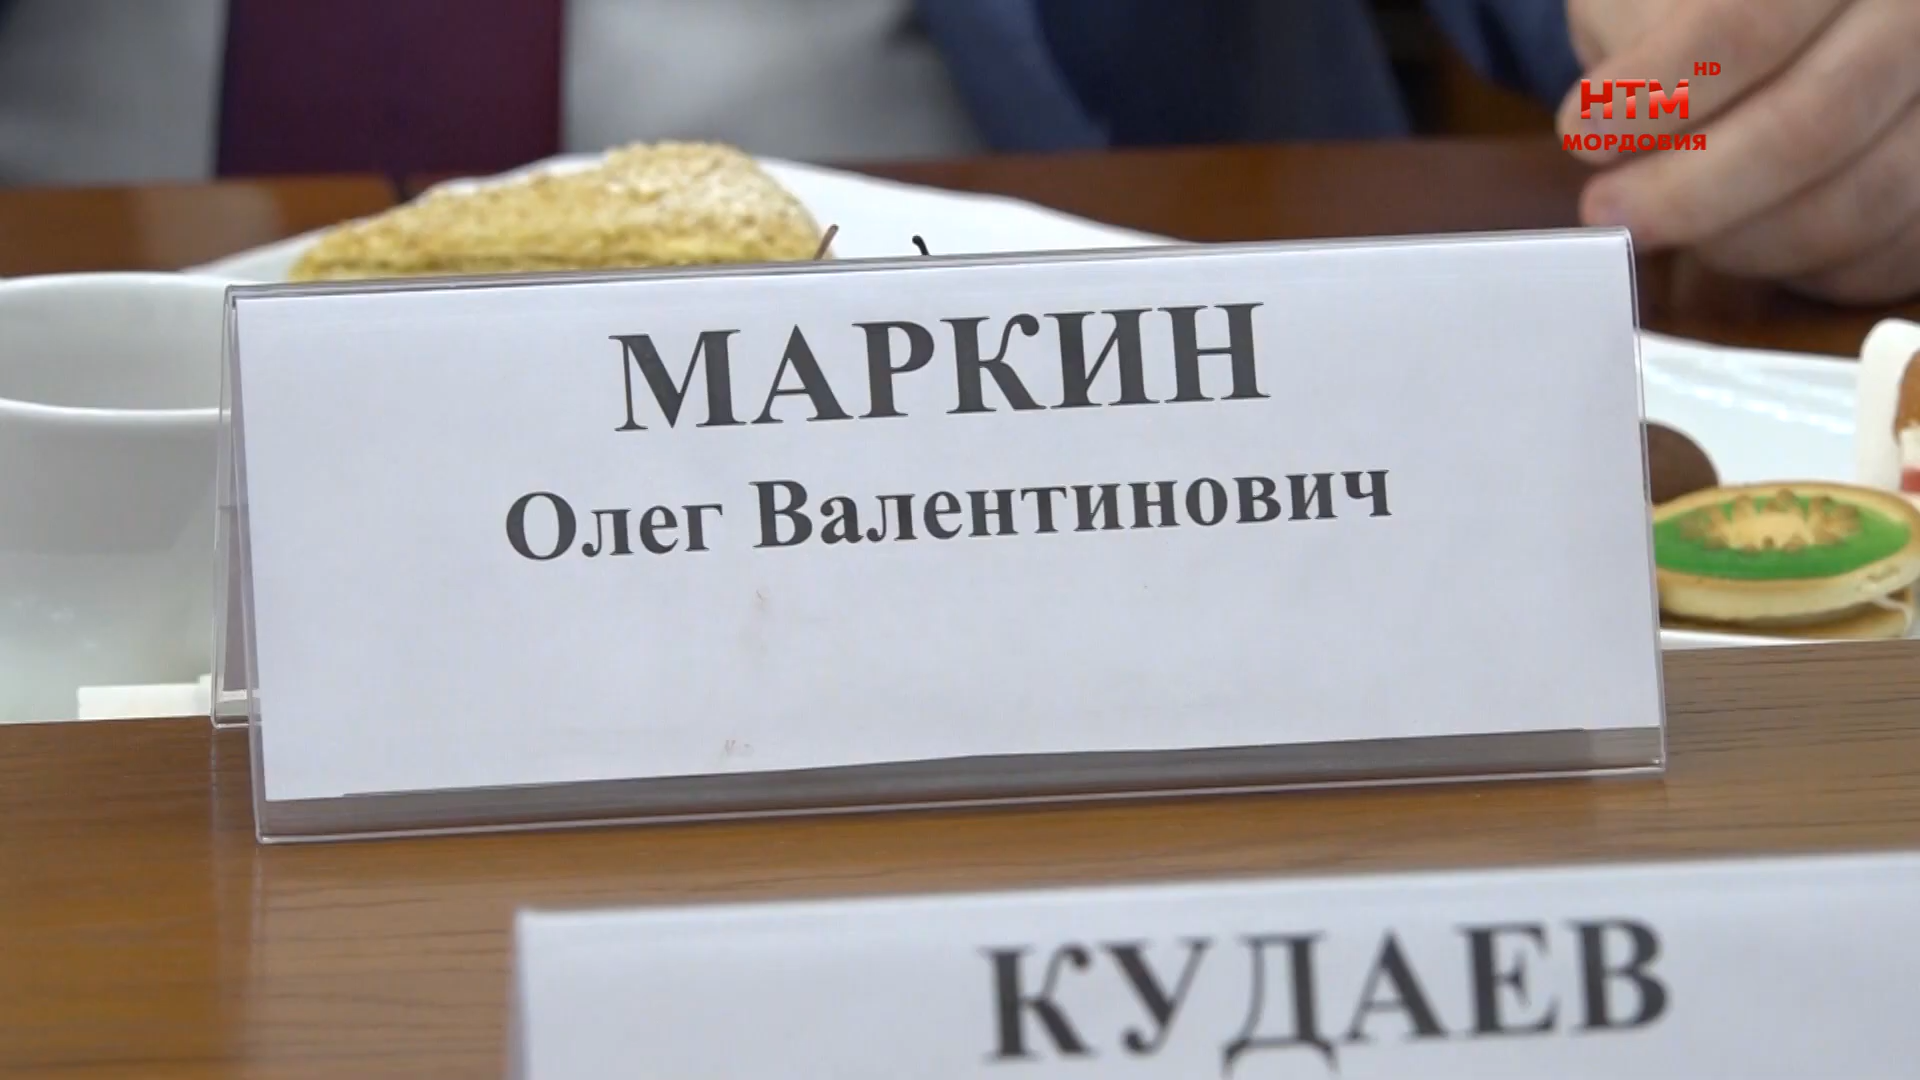 HD
НТМ
МОРДОВИЯ
МАРКИН
Олег Валентинович
КУДАЕВ